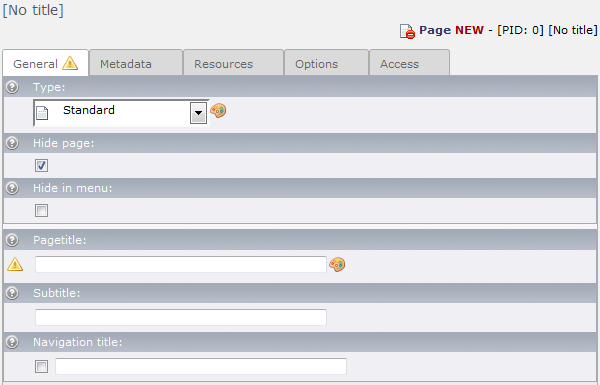 [No title]
Page NEW - [PID: 0] [No title]
General Metadata Resources Options Access
Type:
Standard
Hide page:
Hide in menu:
Pagetitle:
Subtitle:
Navigation title: